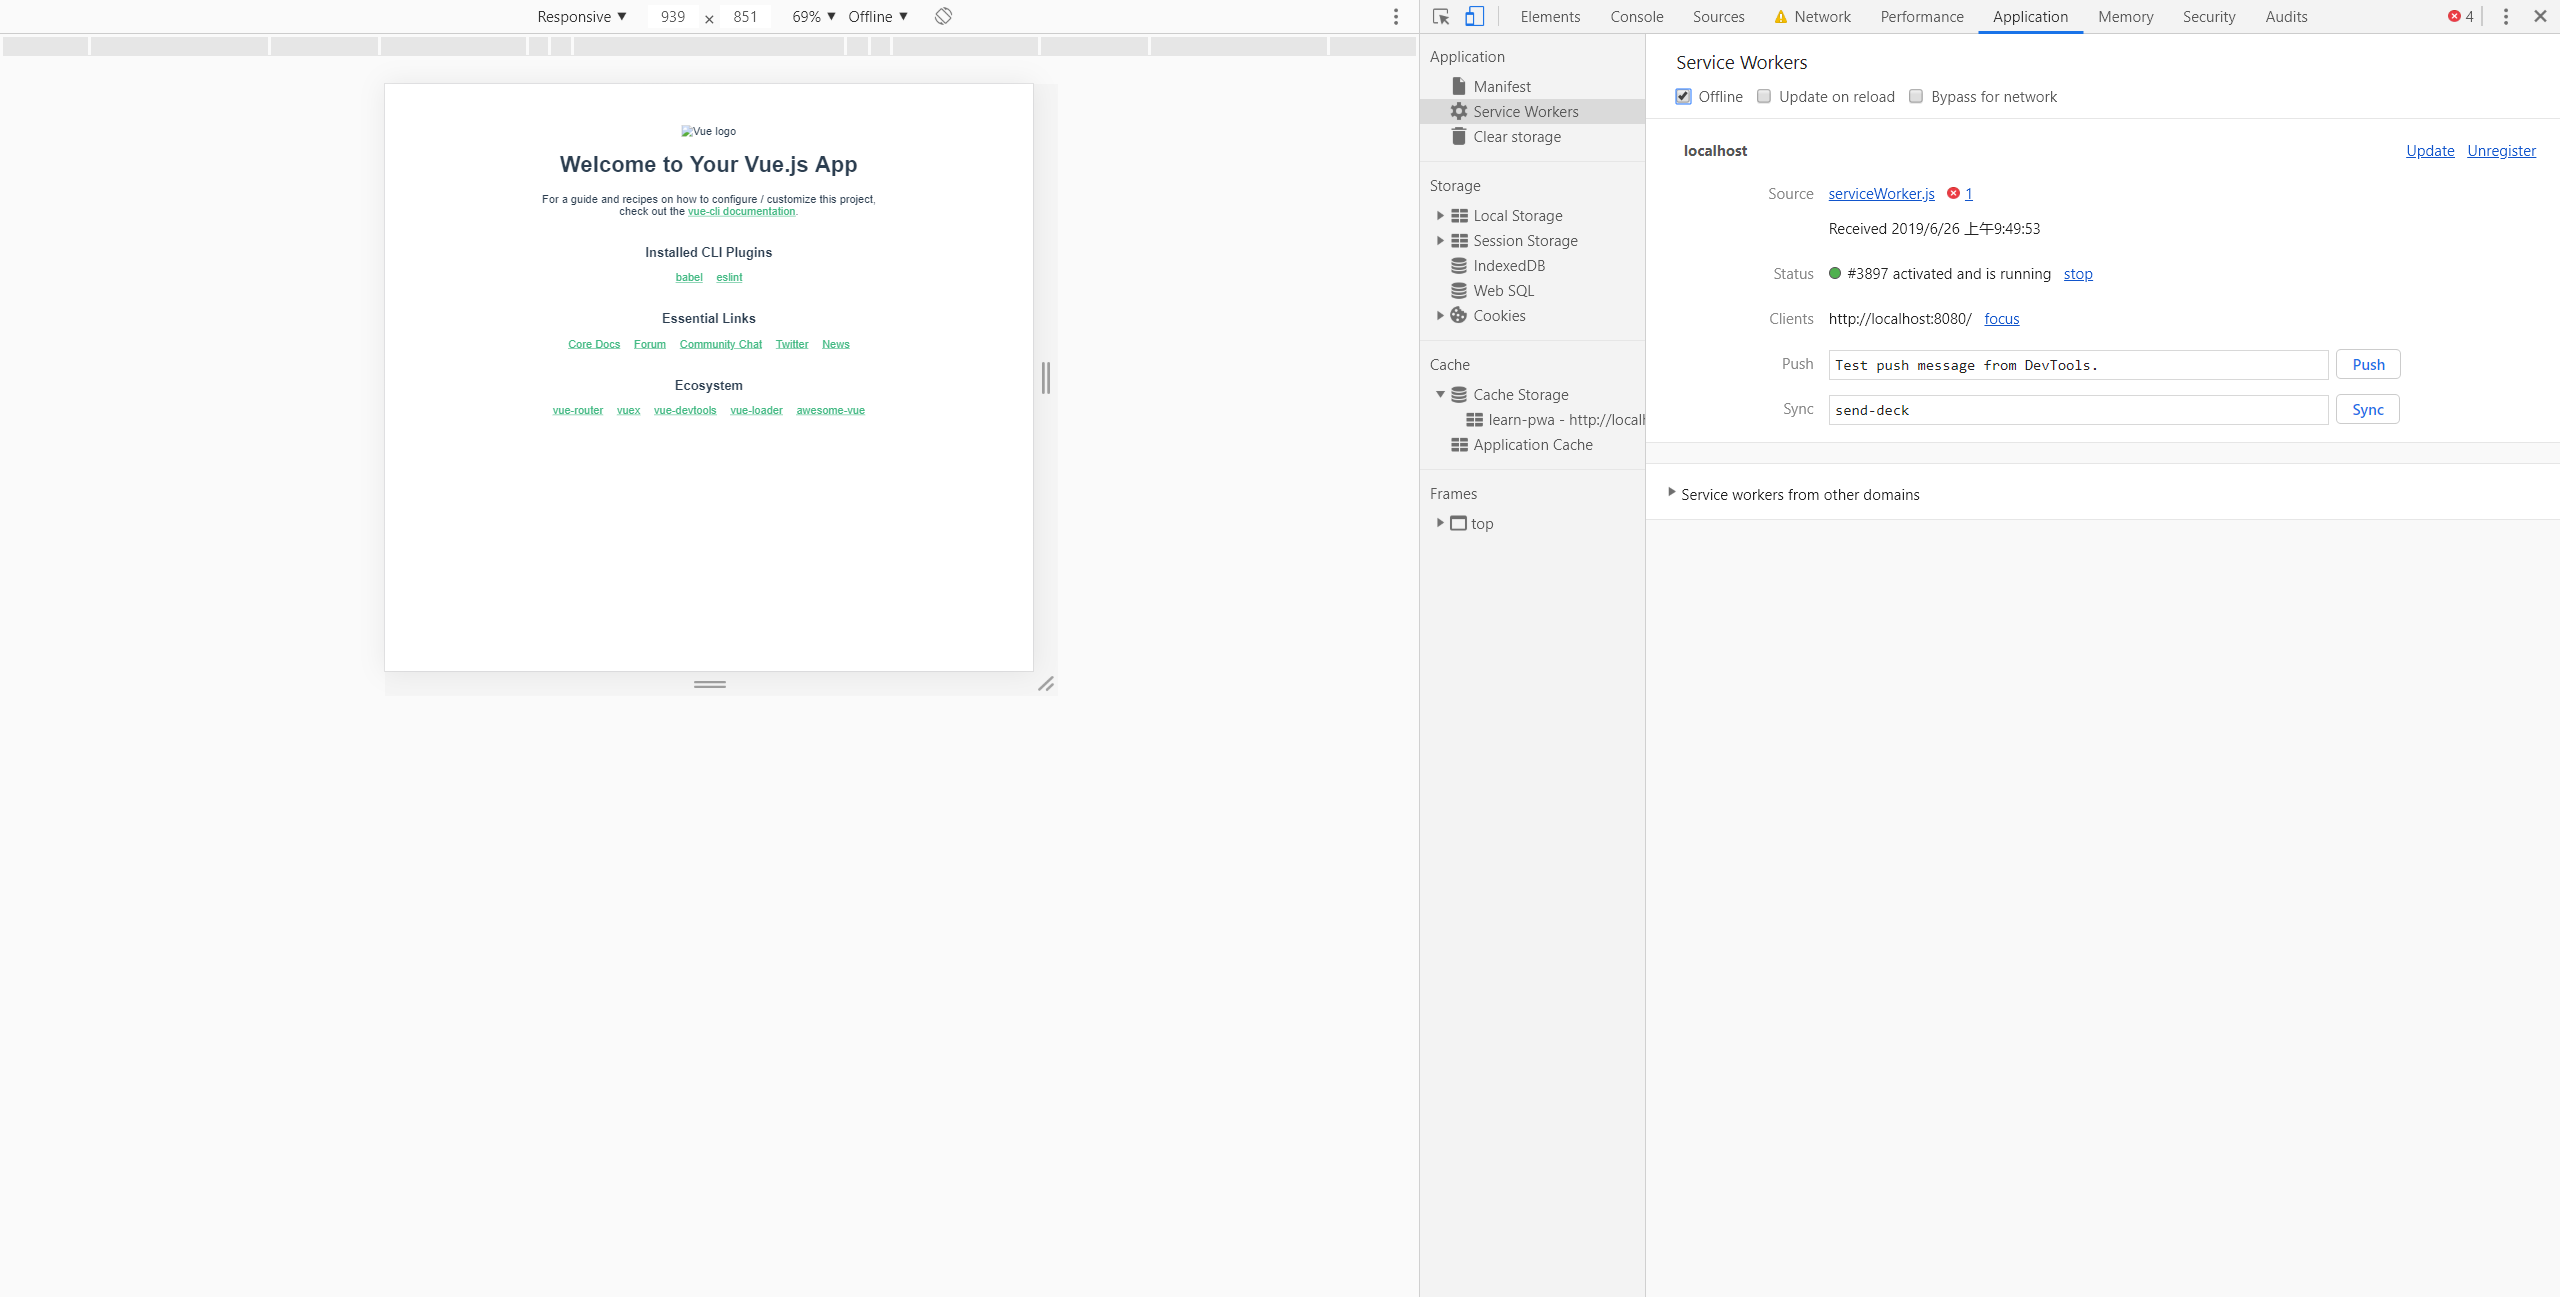 Responsive ▼ 939 × 851 69% ▼ Offline ▼
Vue logo
Welcome to Your Vue.js App
For a guide and recipes on how to configure / customize this project,
check out the vue-cli documentation.
Installed CLI Plugins
babel eslint
Essential Links
Core Docs Forum Community Chat Twitter News
Ecosystem
vue-router vuex vue-devtools vue-loader awesome-vue
Elements Console Sources Network Performance Application Memory Security Audits 4
Application
Manifest
Service Workers
Clear storage
Storage
Local Storage
Session Storage
IndexedDB
Web SQL
Cookies
Cache
Cache Storage
learn-pwa - http://localh
Application Cache
Frames
top
Service Workers
Offline Update on reload Bypass for network
localhost Update Unregister
Source serviceWorker.js 1
Received 2019/6/26 上午9:49:53
Status #3897 activated and is running stop
Clients http://localhost:8080/ focus
Push Test push message from DevTools. Push
Sync send-deck Sync
Service workers from other domains